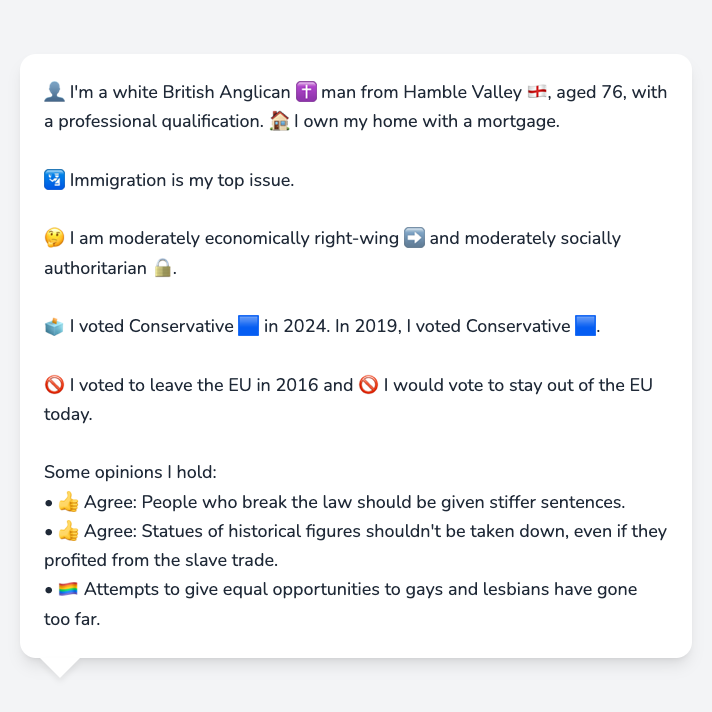 👤 I'm a white British Anglican ✝️ man from Hamble Valley 🏴󠁧󠁢󠁥󠁮󠁧󠁿, aged 76, with
a professional qualification. 🏠 I own my home with a mortgage.
🛂 Immigration is my top issue.
🤔 I am moderately economically right-wing ➡️ and moderately socially
authoritarian 🔒.
🗳️ I voted Conservative 🟦 in 2024. In 2019, I voted Conservative 🟦.
🚫 I voted to leave the EU in 2016 and 🚫 I would vote to stay out of the EU
today.
Some opinions I hold:
• 👍 Agree: People who break the law should be given stiffer sentences.
• 👍 Agree: Statues of historical figures shouldn't be taken down, even if they
profited from the slave trade.
• 🏳️‍🌈 Attempts to give equal opportunities to gays and lesbians have gone
too far.